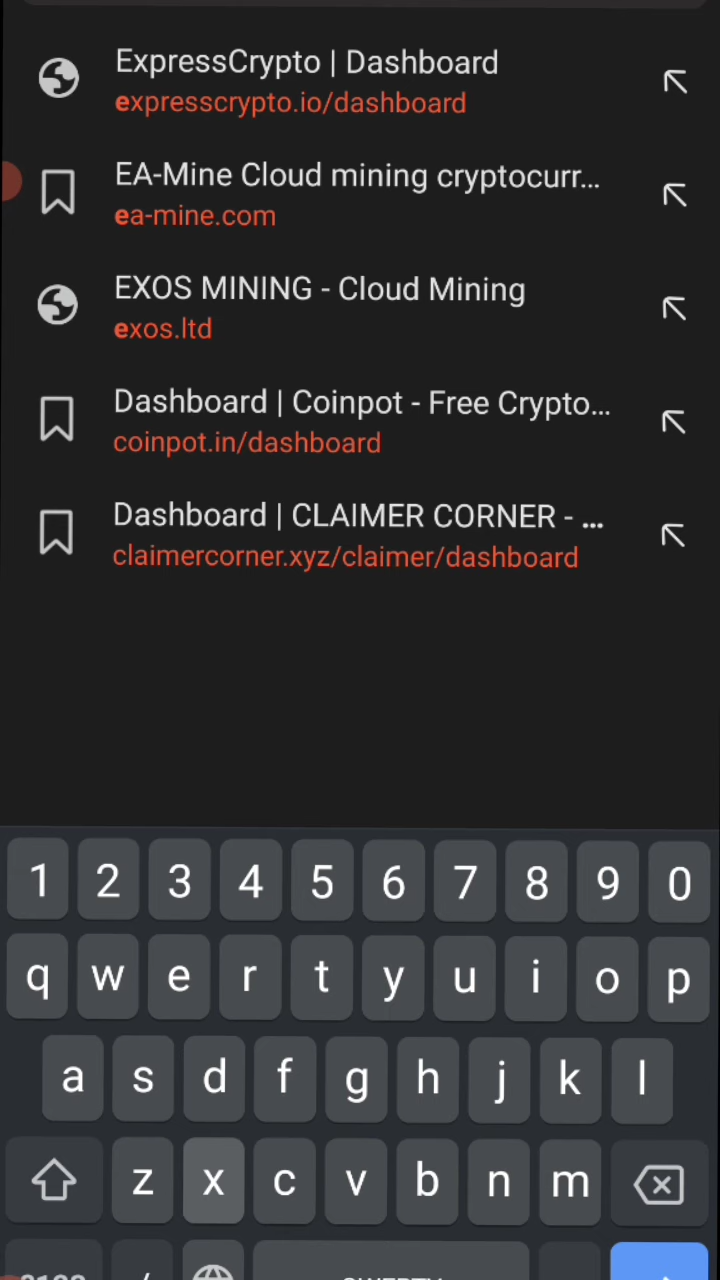 ExpressCrypto | Dashboard
expresscrypto.io/dashboard
EA-Mine Cloud mining cryptocurr...
ea-mine.com
EXOS MINING - Cloud Mining
exos.ltd
Dashboard | Coinpot - Free Crypto...
coinpot.in/dashboard
Dashboard | CLAIMER CORNER - ...
claimercorner.xyz/claimer/dashboard
1 2 3 4 5 6 7 8 9 0
q w e r t y u i o p
a s d f g h j k l
z x c v b n m